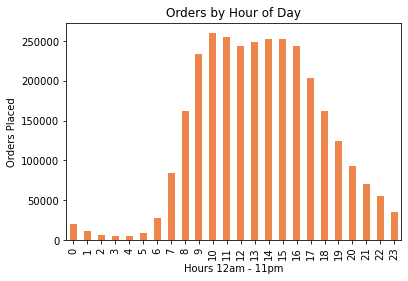 Orders by Hour of Day
Orders Placed
250000
200000
150000
100000
50000
0
0 1 2 3 4 5 6 7 8 9 10 11 12 13 14 15 16 17 18 19 20 21 22 23
Hours 12am - 11pm